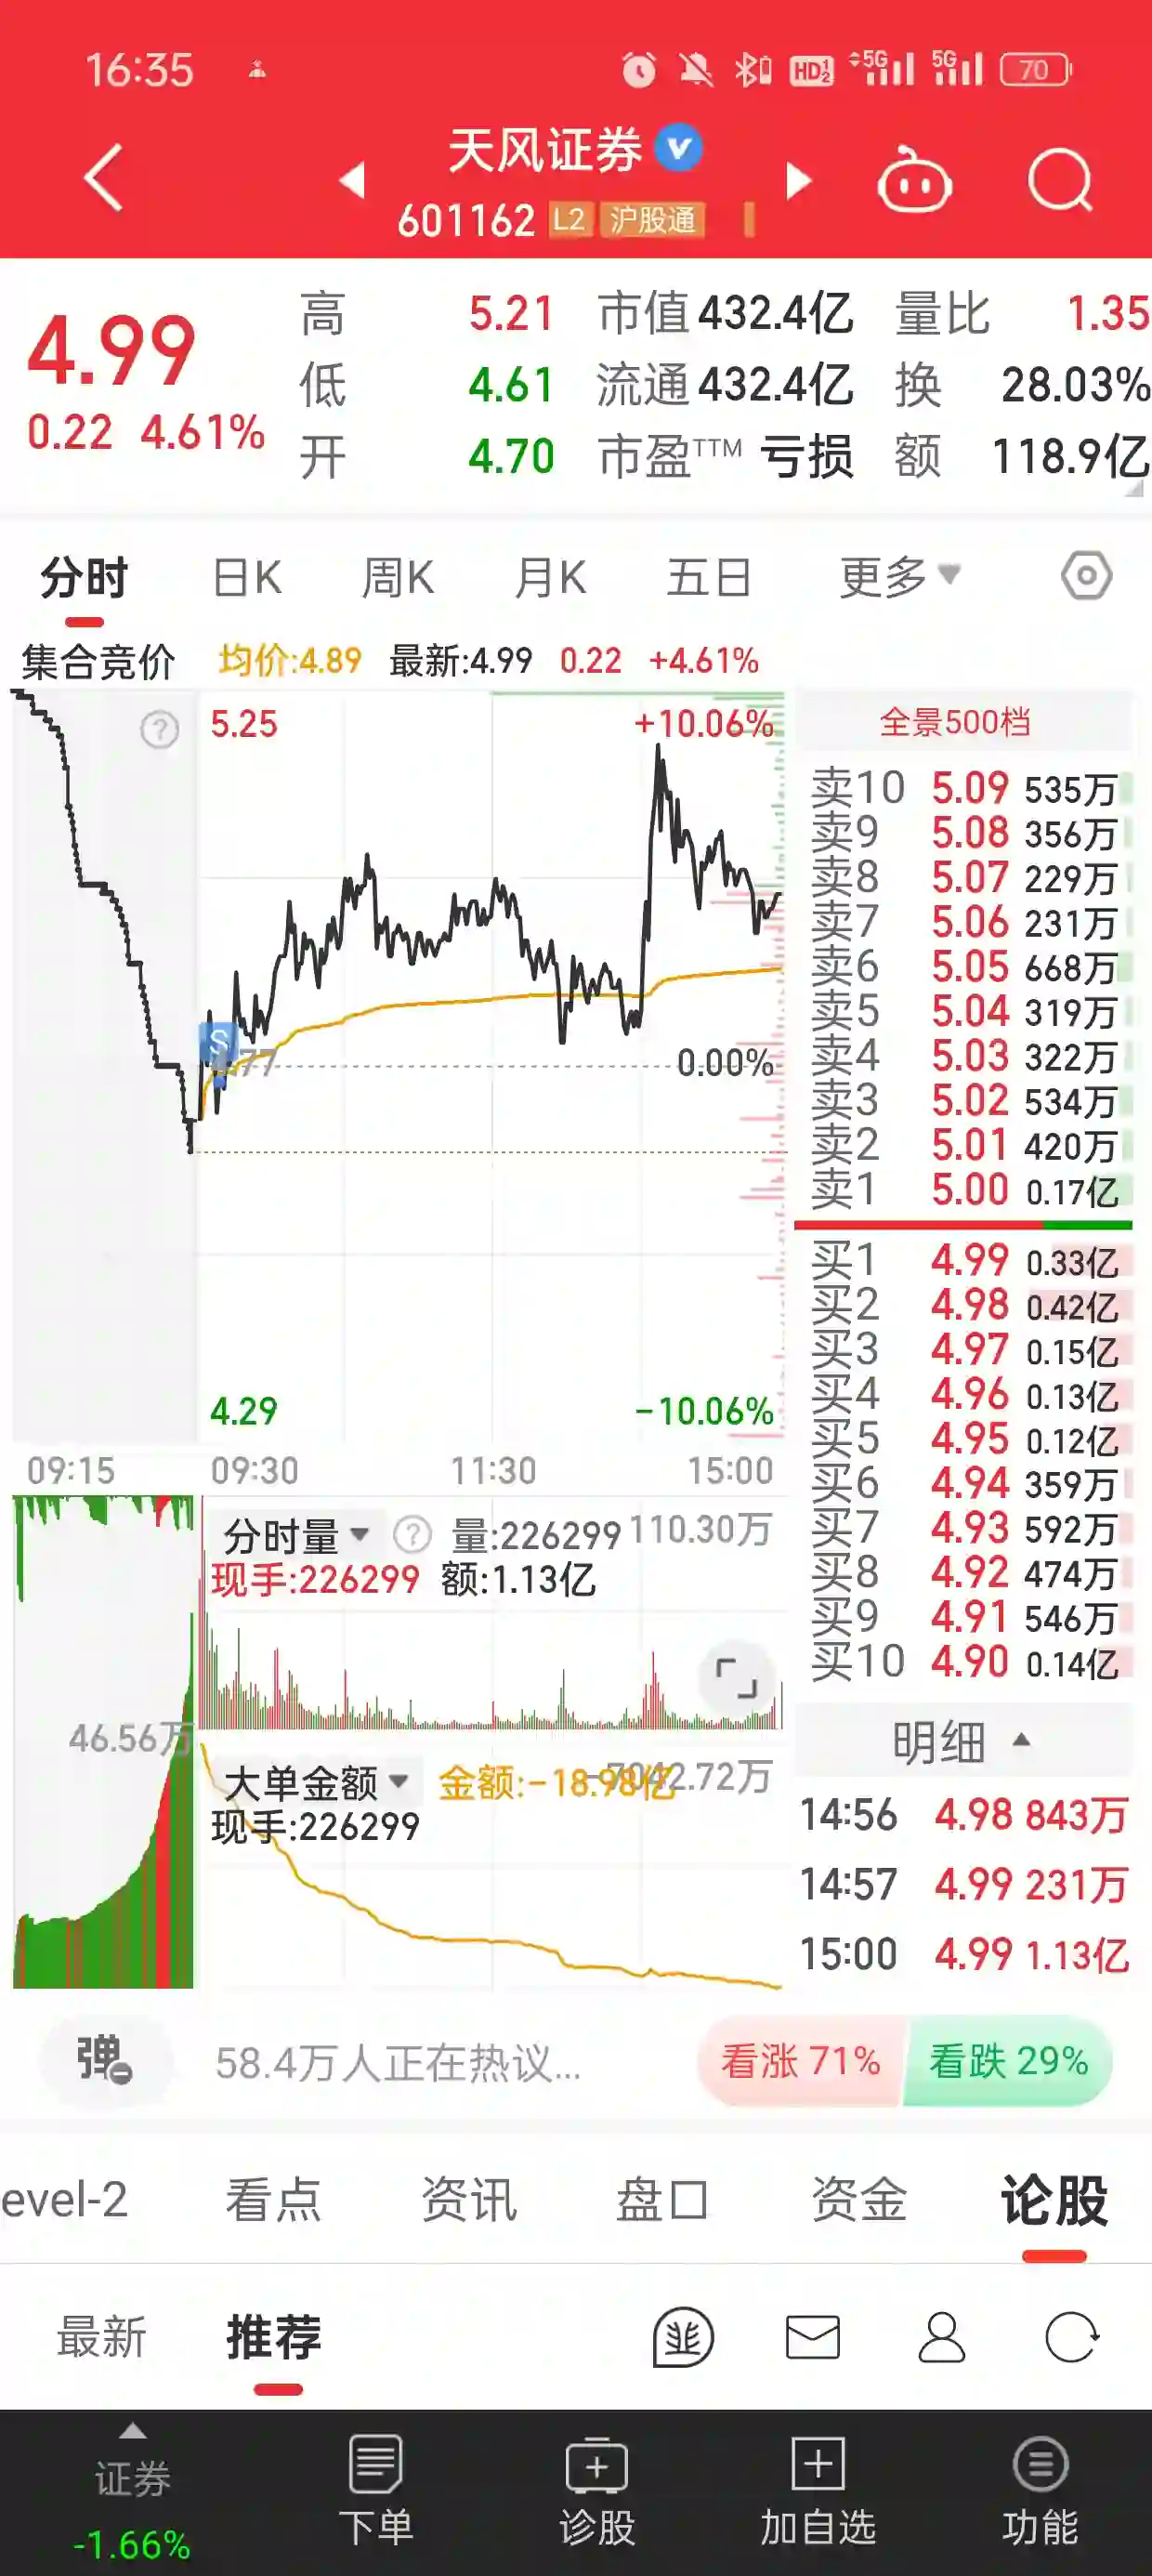 16:35 HD1 2 5G 5G 70
天风证券
601162 L2 沪股通
4.99
0.22 4.61%
高 5.21 市值 432.4亿 量比 1.35
低 4.61 流通 432.4亿 换 28.03%
开 4.70 市盈TTM 亏损 额 118.9亿
分时 日K 周K 月K 五日 更多
集合竞价 均价:4.89 最新:4.99 0.22 +4.61%
5.25 +10.06%
S
0.00%
4.29 -10.06%
09:15 09:30 11:30 15:00
全景500档
卖10 5.09 535万
卖9 5.08 356万
卖8 5.07 229万
卖7 5.06 231万
卖6 5.05 668万
卖5 5.04 319万
卖4 5.03 322万
卖3 5.02 534万
卖2 5.01 420万
卖1 5.00 0.17亿
买1 4.99 0.33亿
买2 4.98 0.42亿
买3 4.97 0.15亿
买4 4.96 0.13亿
买5 4.95 0.12亿
买6 4.94 359万
买7 4.93 592万
买8 4.92 474万
买9 4.91 546万
买10 4.90 0.14亿
分时量 ? 量:226299 110.30万
现手:226299 额:1.13亿
46.56万
大单金额 金额:-18.98亿
现手:226299
明细
14:56 4.98 843万
14:57 4.99 231万
15:00 4.99 1.13亿
弹 58.4万人正在热议... 看涨 71% 看跌 29%
evel-2 看点 资讯 盘口 资金 论股
最新 推荐
证券
-1.66%
下单 诊股 加自选 功能